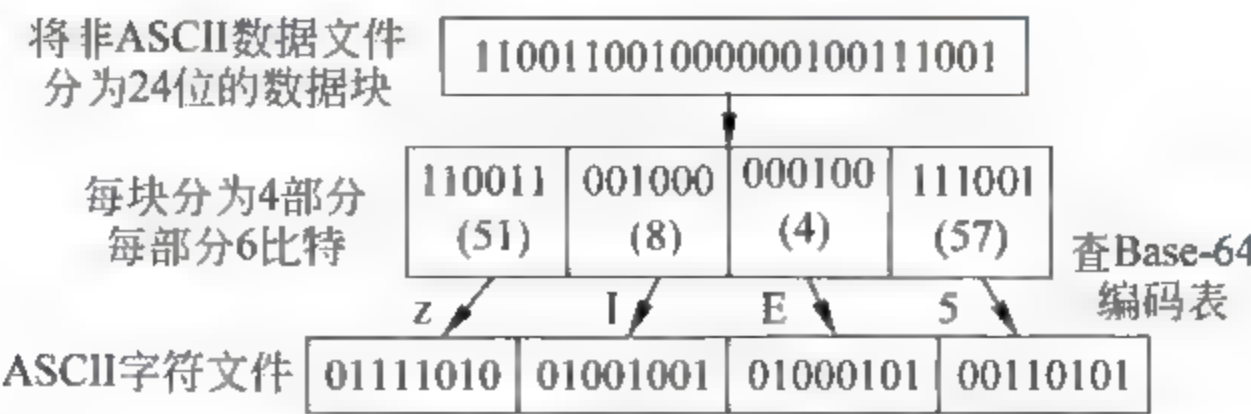 将非ASCII数据文件
分为24位的数据块
110011001000000100111001
每块分为4部分
每部分6比特
110011 001000 000100 111001
(51) (8) (4) (57)
查Base-64
编码表
z I E 5
ASCII字符文件 01111010 01001001 01000101 00110101